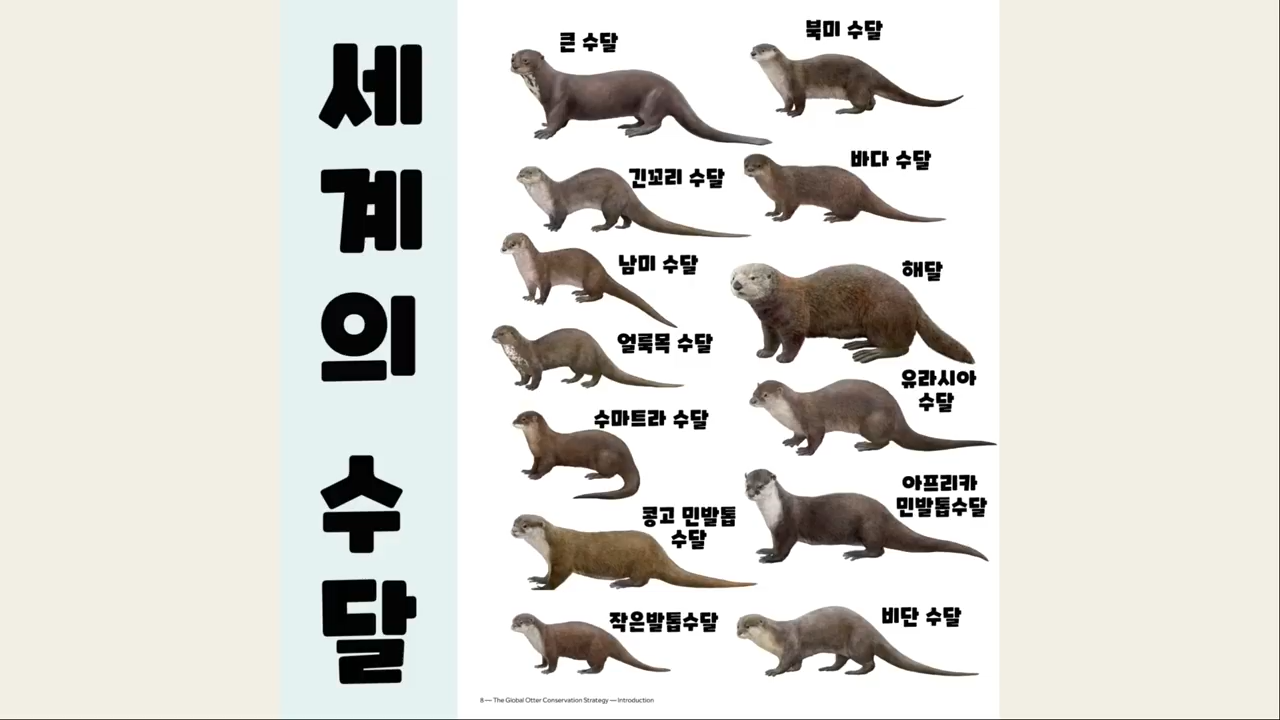 세계의 수달
큰 수달
북미 수달
긴꼬리 수달
바다 수달
남미 수달
해달
얼룩목 수달
유라시아
수달
수마트라 수달
아프리카
민발톱수달
콩고 민발톱
수달
작은발톱수달
비단 수달
8 — The Global Otter Conservation Strategy — Introduction